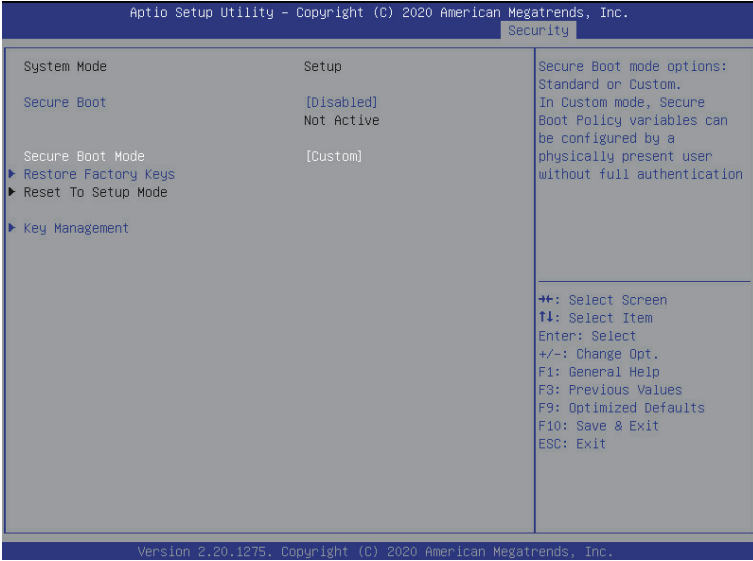 Aptio Setup Utility – Copyright (C) 2020 American Megatrends, Inc.
Security
System Mode Setup
Secure Boot [Disabled]
Not Active
Secure Boot Mode [Custom]
Restore Factory Keys
Reset To Setup Mode
Key Management
Secure Boot mode options:
Standard or Custom.
In Custom mode, Secure
Boot Policy variables can
be configured by a
physically present user
without full authentication
→←: Select Screen
↑↓: Select Item
Enter: Select
+/-: Change Opt.
F1: General Help
F3: Previous Values
F9: Optimized Defaults
F10: Save & Exit
ESC: Exit
Version 2.20.1275. Copyright (C) 2020 American Megatrends, Inc.